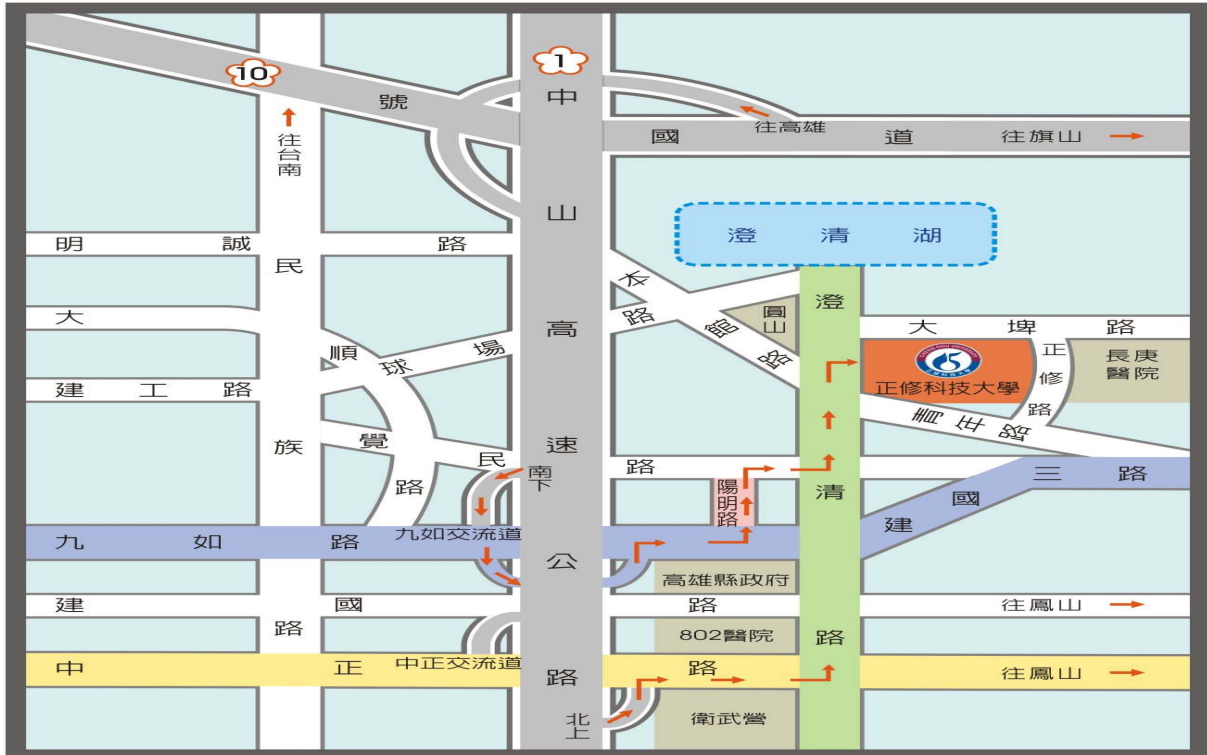 10
號
1
中山高速公路
國道
往高雄
往旗山
往台南
澄清湖
明誠路
民族路
大順路
建工路
球場路
本館路
圓山
澄清路
大埤路
正修科技大學
正修路
長庚醫院
青年路
覺民路
南下
陽明路
建國三路
九如路
九如交流道
高雄縣政府
建國路
往鳳山
802醫院
中正路
中正交流道
往鳳山
北上
衛武營